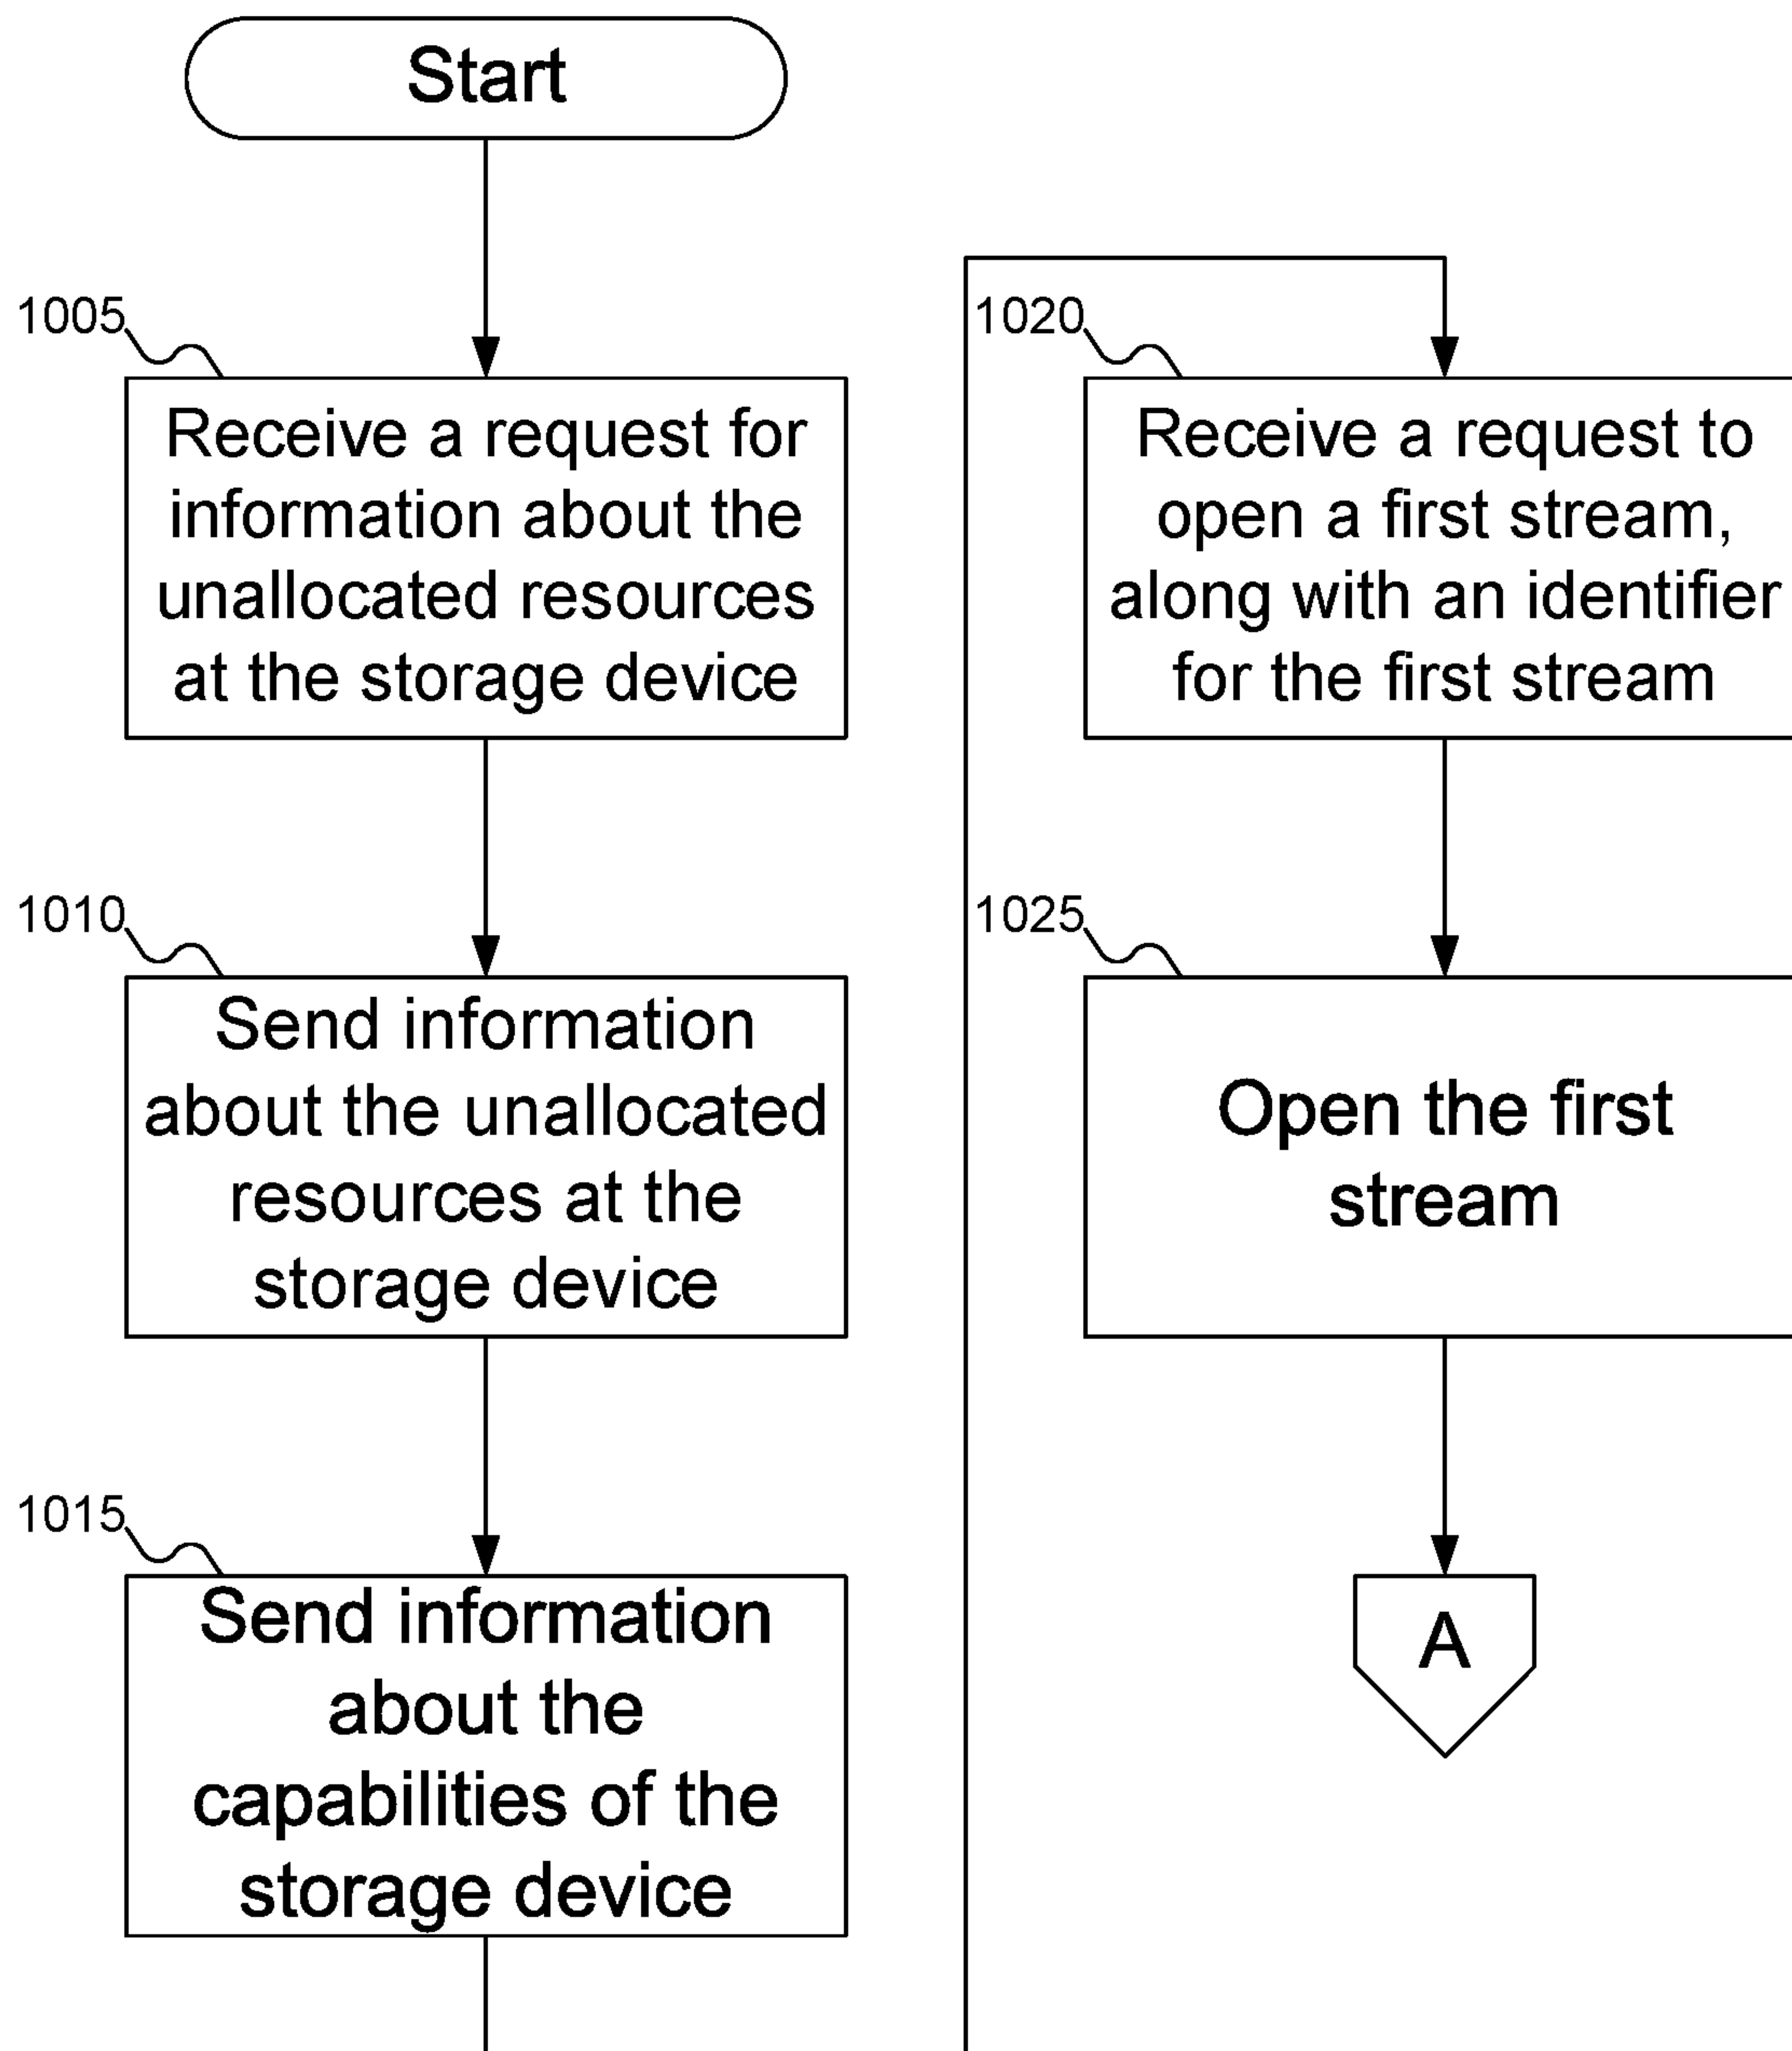 Start
1005
Receive a request for
information about the
unallocated resources
at the storage device
1010
Send information
about the unallocated
resources at the
storage device
1015
Send information
about the
capabilities of the
storage device
1020
Receive a request to
open a first stream,
along with an identifier
for the first stream
1025
Open the first
stream
A